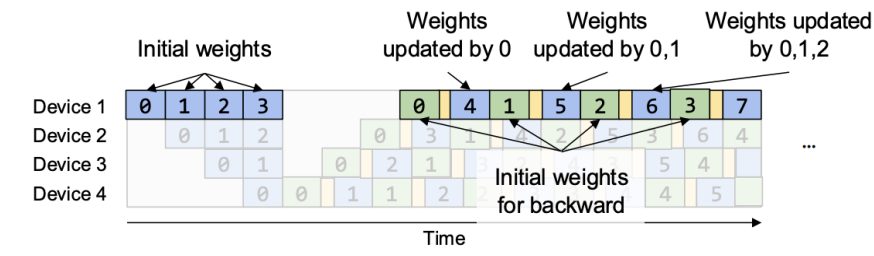 Weights updated by 0
Weights updated by 0,1
Weights updated by 0,1,2
Initial weights
Device 1 0 1 2 3 0 4 1 5 2 6 3 7
Device 2 0 1 2 0 3 1 4 2 5 3 6 4
Device 3 0 1 0 2 1 3 2 4 3 5 4
Device 4 0 0 1 1 2 2 4 5
...
Initial weights
for backward
Time